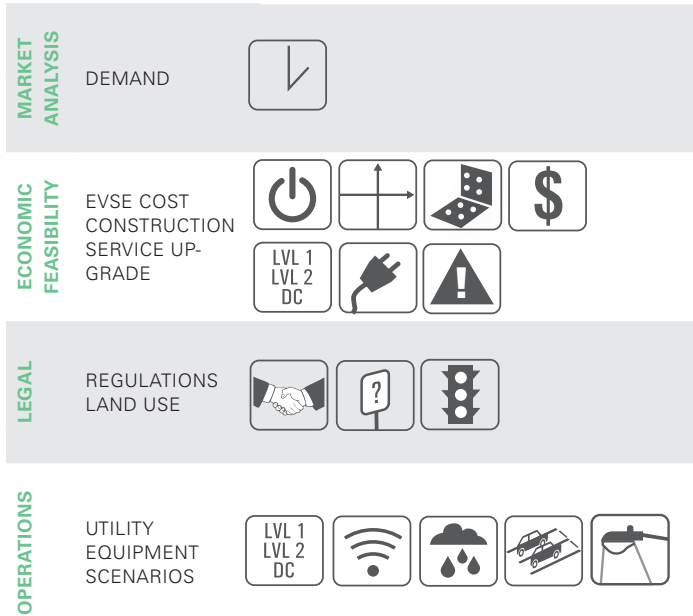 MARKET
ANALYSIS
DEMAND
ECONOMIC
FEASIBILITY
EVSE COST
CONSTRUCTION
SERVICE UP-
GRADE
$
LVL 1
LVL 2
DC
!
LEGAL
REGULATIONS
LAND USE
?
OPERATIONS
UTILITY
EQUIPMENT
SCENARIOS
LVL 1
LVL 2
DC